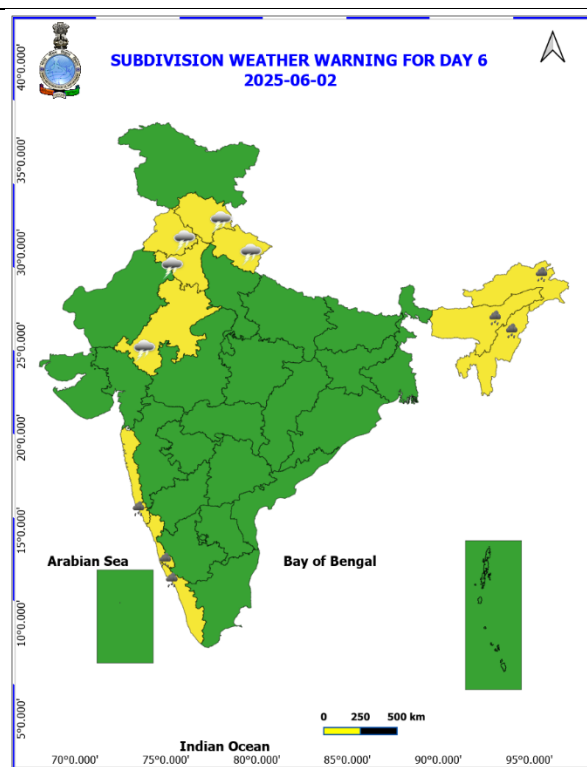 SUBDIVISION WEATHER WARNING FOR DAY 6
2025-06-02
40°0.000'
35°0.000'
30°0.000'
25°0.000'
20°0.000'
15°0.000'
10°0.000'
5°0.000'
Arabian Sea
Bay of Bengal
0 250 500 km
Indian Ocean
70°0.000' 75°0.000' 80°0.000' 85°0.000' 90°0.000' 95°0.000'